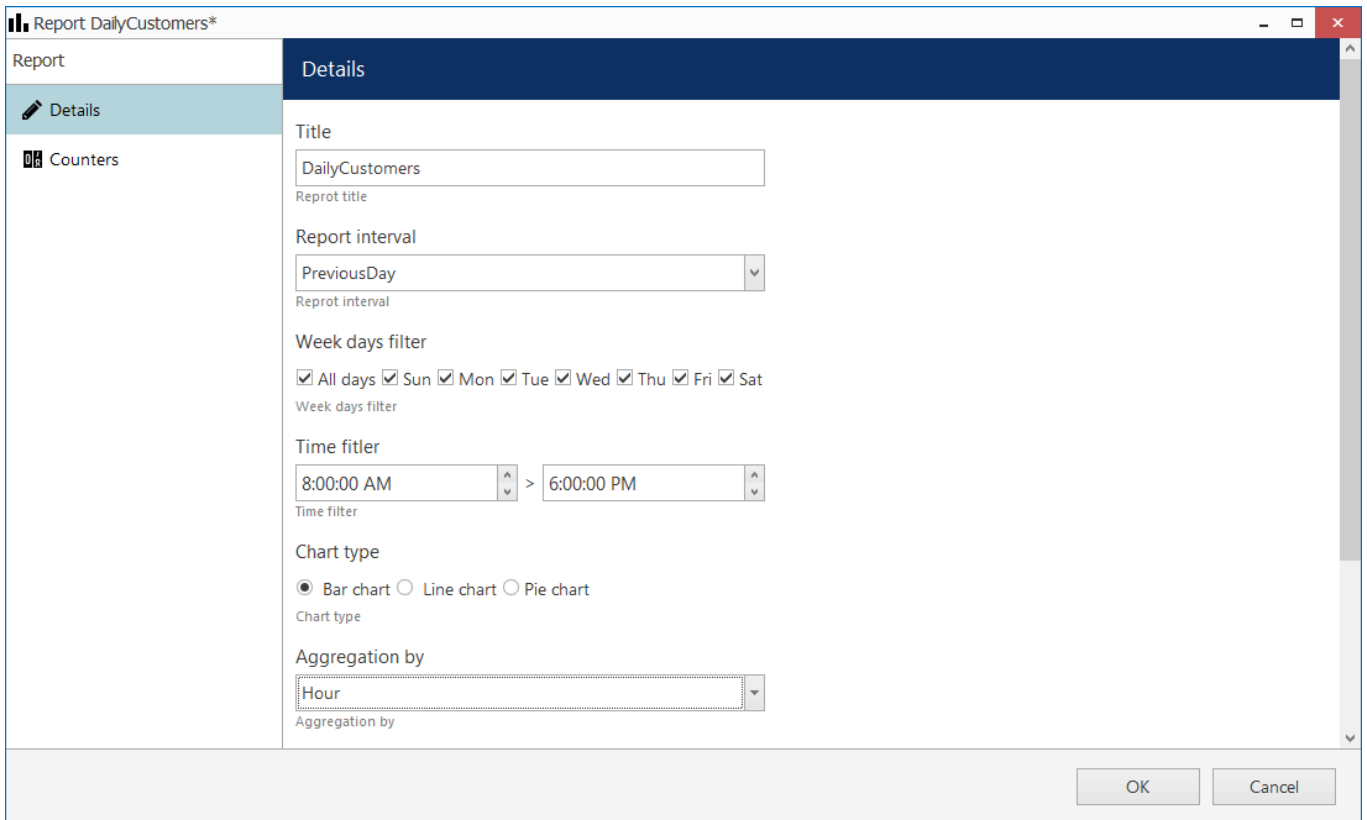 Report DailyCustomers*
Report
Details
Details
Counters
Title
DailyCustomers
Reprot title
Report interval
PreviousDay
Reprot interval
Week days filter
All days Sun Mon Tue Wed Thu Fri Sat
Week days filter
Time fitler
8:00:00 AM > 6:00:00 PM
Time filter
Chart type
Bar chart Line chart Pie chart
Chart type
Aggregation by
Hour
Aggregation by
OK Cancel